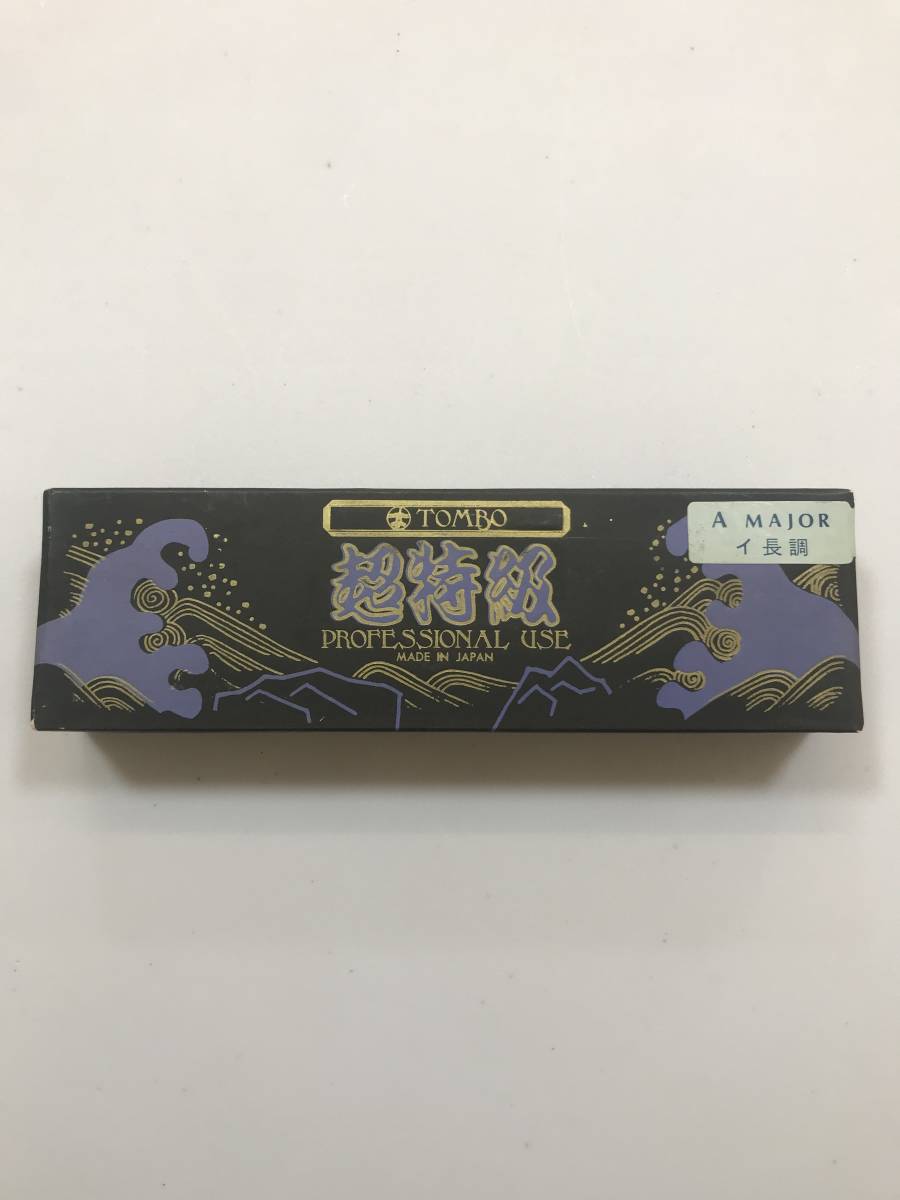 TOMBO
超特級
PROFESSIONAL USE
MADE IN JAPAN
A MAJOR
イ長調